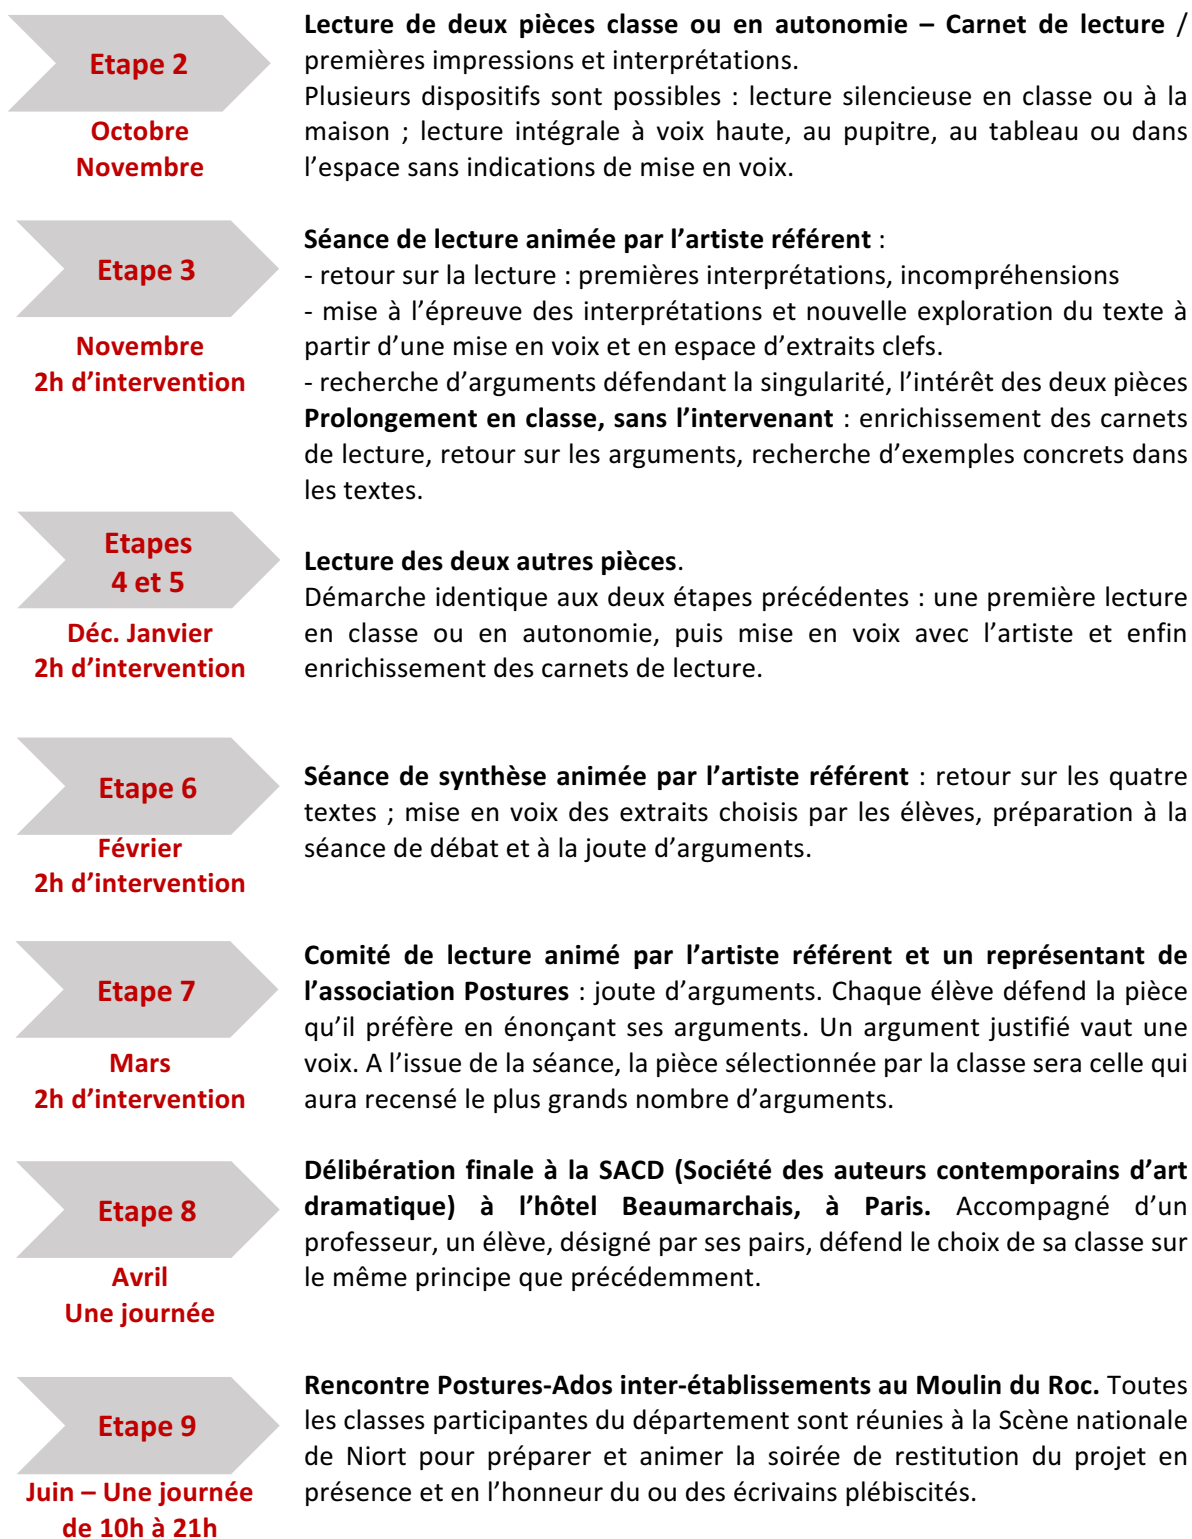 Etape 2
Octobre
Novembre
Lecture de deux pièces classe ou en autonomie – Carnet de lecture /
premières impressions et interprétations.
Plusieurs dispositifs sont possibles : lecture silencieuse en classe ou à la
maison ; lecture intégrale à voix haute, au pupitre, au tableau ou dans
l’espace sans indications de mise en voix.
Etape 3
Novembre
2h d’intervention
Séance de lecture animée par l’artiste référent :
- retour sur la lecture : premières interprétations, incompréhensions
- mise à l’épreuve des interprétations et nouvelle exploration du texte à
partir d’une mise en voix et en espace d’extraits clefs.
- recherche d’arguments défendant la singularité, l’intérêt des deux pièces
Prolongement en classe, sans l’intervenant : enrichissement des carnets
de lecture, retour sur les arguments, recherche d’exemples concrets dans
les textes.
Etapes
4 et 5
Déc. Janvier
2h d’intervention
Lecture des deux autres pièces.
Démarche identique aux deux étapes précédentes : une première lecture
en classe ou en autonomie, puis mise en voix avec l’artiste et enfin
enrichissement des carnets de lecture.
Etape 6
Février
2h d’intervention
Séance de synthèse animée par l’artiste référent : retour sur les quatre
textes ; mise en voix des extraits choisis par les élèves, préparation à la
séance de débat et à la joute d’arguments.
Etape 7
Mars
2h d’intervention
Comité de lecture animé par l’artiste référent et un représentant de
l’association Postures : joute d’arguments. Chaque élève défend la pièce
qu’il préfère en énonçant ses arguments. Un argument justifié vaut une
voix. A l’issue de la séance, la pièce sélectionnée par la classe sera celle qui
aura recensé le plus grands nombre d’arguments.
Etape 8
Avril
Une journée
Délibération finale à la SACD (Société des auteurs contemporains d’art
dramatique) à l’hôtel Beaumarchais, à Paris. Accompagné d’un
professeur, un élève, désigné par ses pairs, défend le choix de sa classe sur
le même principe que précédemment.
Etape 9
Juin – Une journée
de 10h à 21h
Rencontre Postures-Ados inter-établissements au Moulin du Roc. Toutes
les classes participantes du département sont réunies à la Scène nationale
de Niort pour préparer et animer la soirée de restitution du projet en
présence et en l’honneur du ou des écrivains plébiscités.